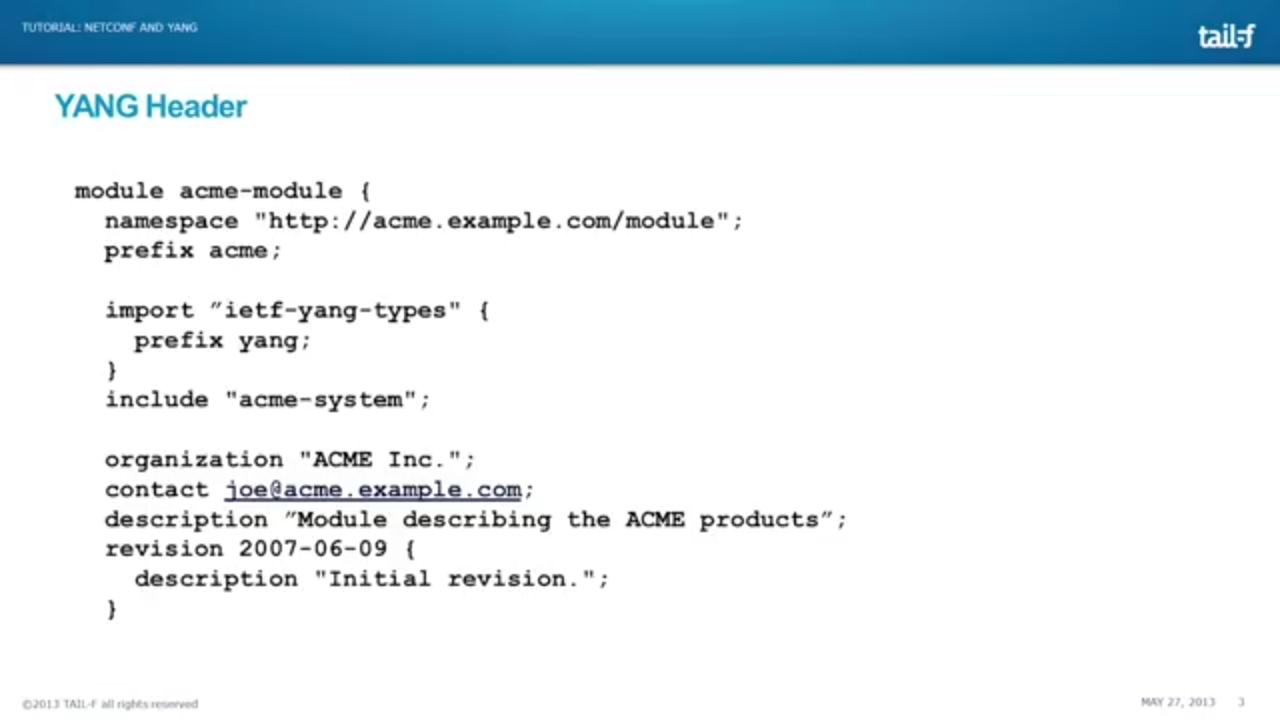 TUTORIAL: NETCONF AND YANG
tail-f
YANG Header
module acme-module {
  namespace "http://acme.example.com/module";
  prefix acme;
  import ”ietf-yang-types" {
    prefix yang;
  }
  include "acme-system";
  organization "ACME Inc.";
  contact joe@acme.example.com;
  description ”Module describing the ACME products”;
  revision 2007-06-09 {
    description "Initial revision.";
  }
©2013 TAIL-F all rights reserved
MAY 27, 2013 3